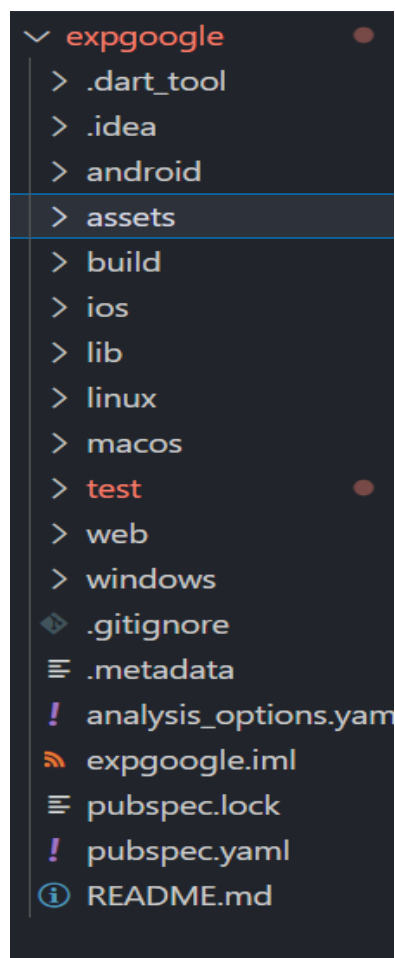 expgoogle
.dart_tool
.idea
android
assets
build
ios
lib
linux
macos
test
web
windows
.gitignore
.metadata
analysis_options.yam
expgoogle.iml
pubspec.lock
pubspec.yaml
README.md